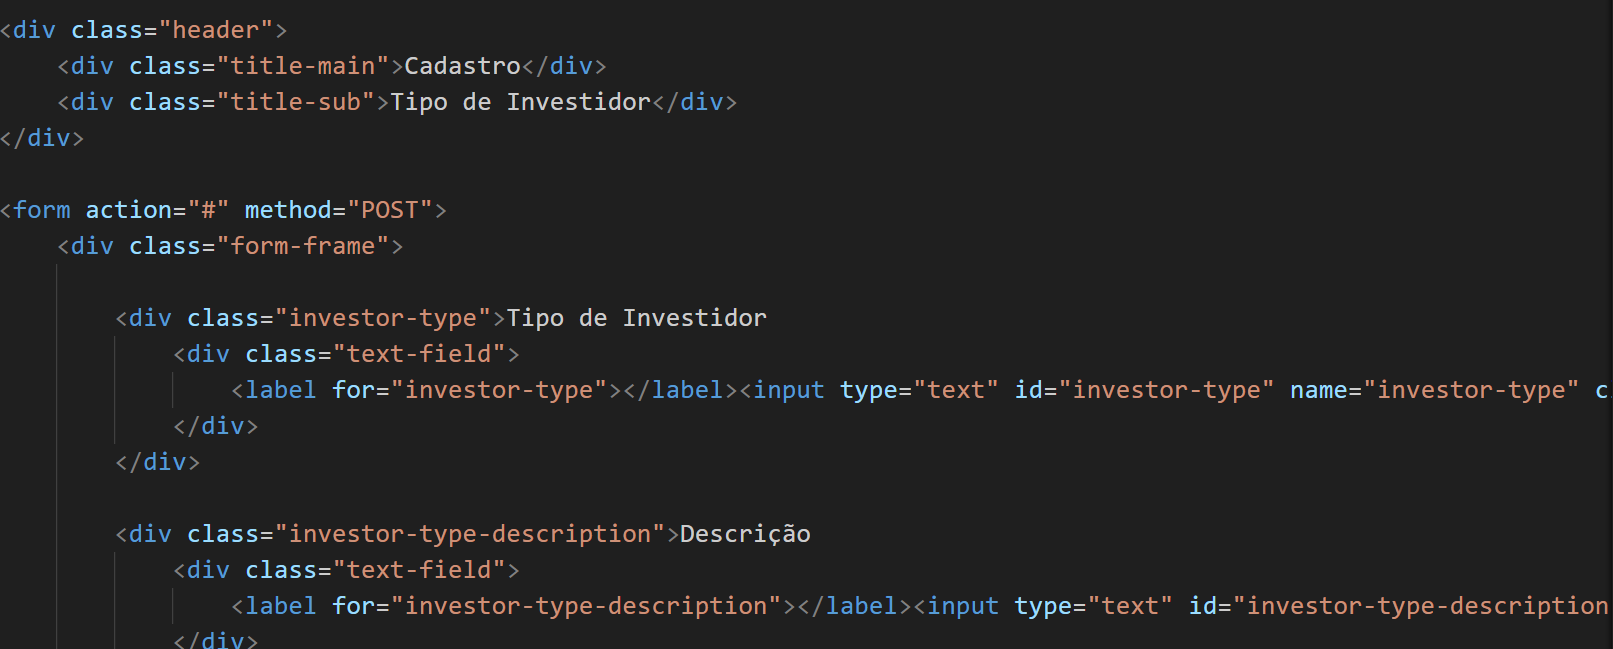 <div class="header">
    <div class="title-main">Cadastro</div>
    <div class="title-sub">Tipo de Investidor</div>
</div>

<form action="#" method="POST">
    <div class="form-frame">

        <div class="investor-type">Tipo de Investidor
            <div class="text-field">
                <label for="investor-type"></label><input type="text" id="investor-type" name="investor-type" c
            </div>
        </div>

        <div class="investor-type-description">Descrição
            <div class="text-field">
                <label for="investor-type-description"></label><input type="text" id="investor-type-description
            </div>